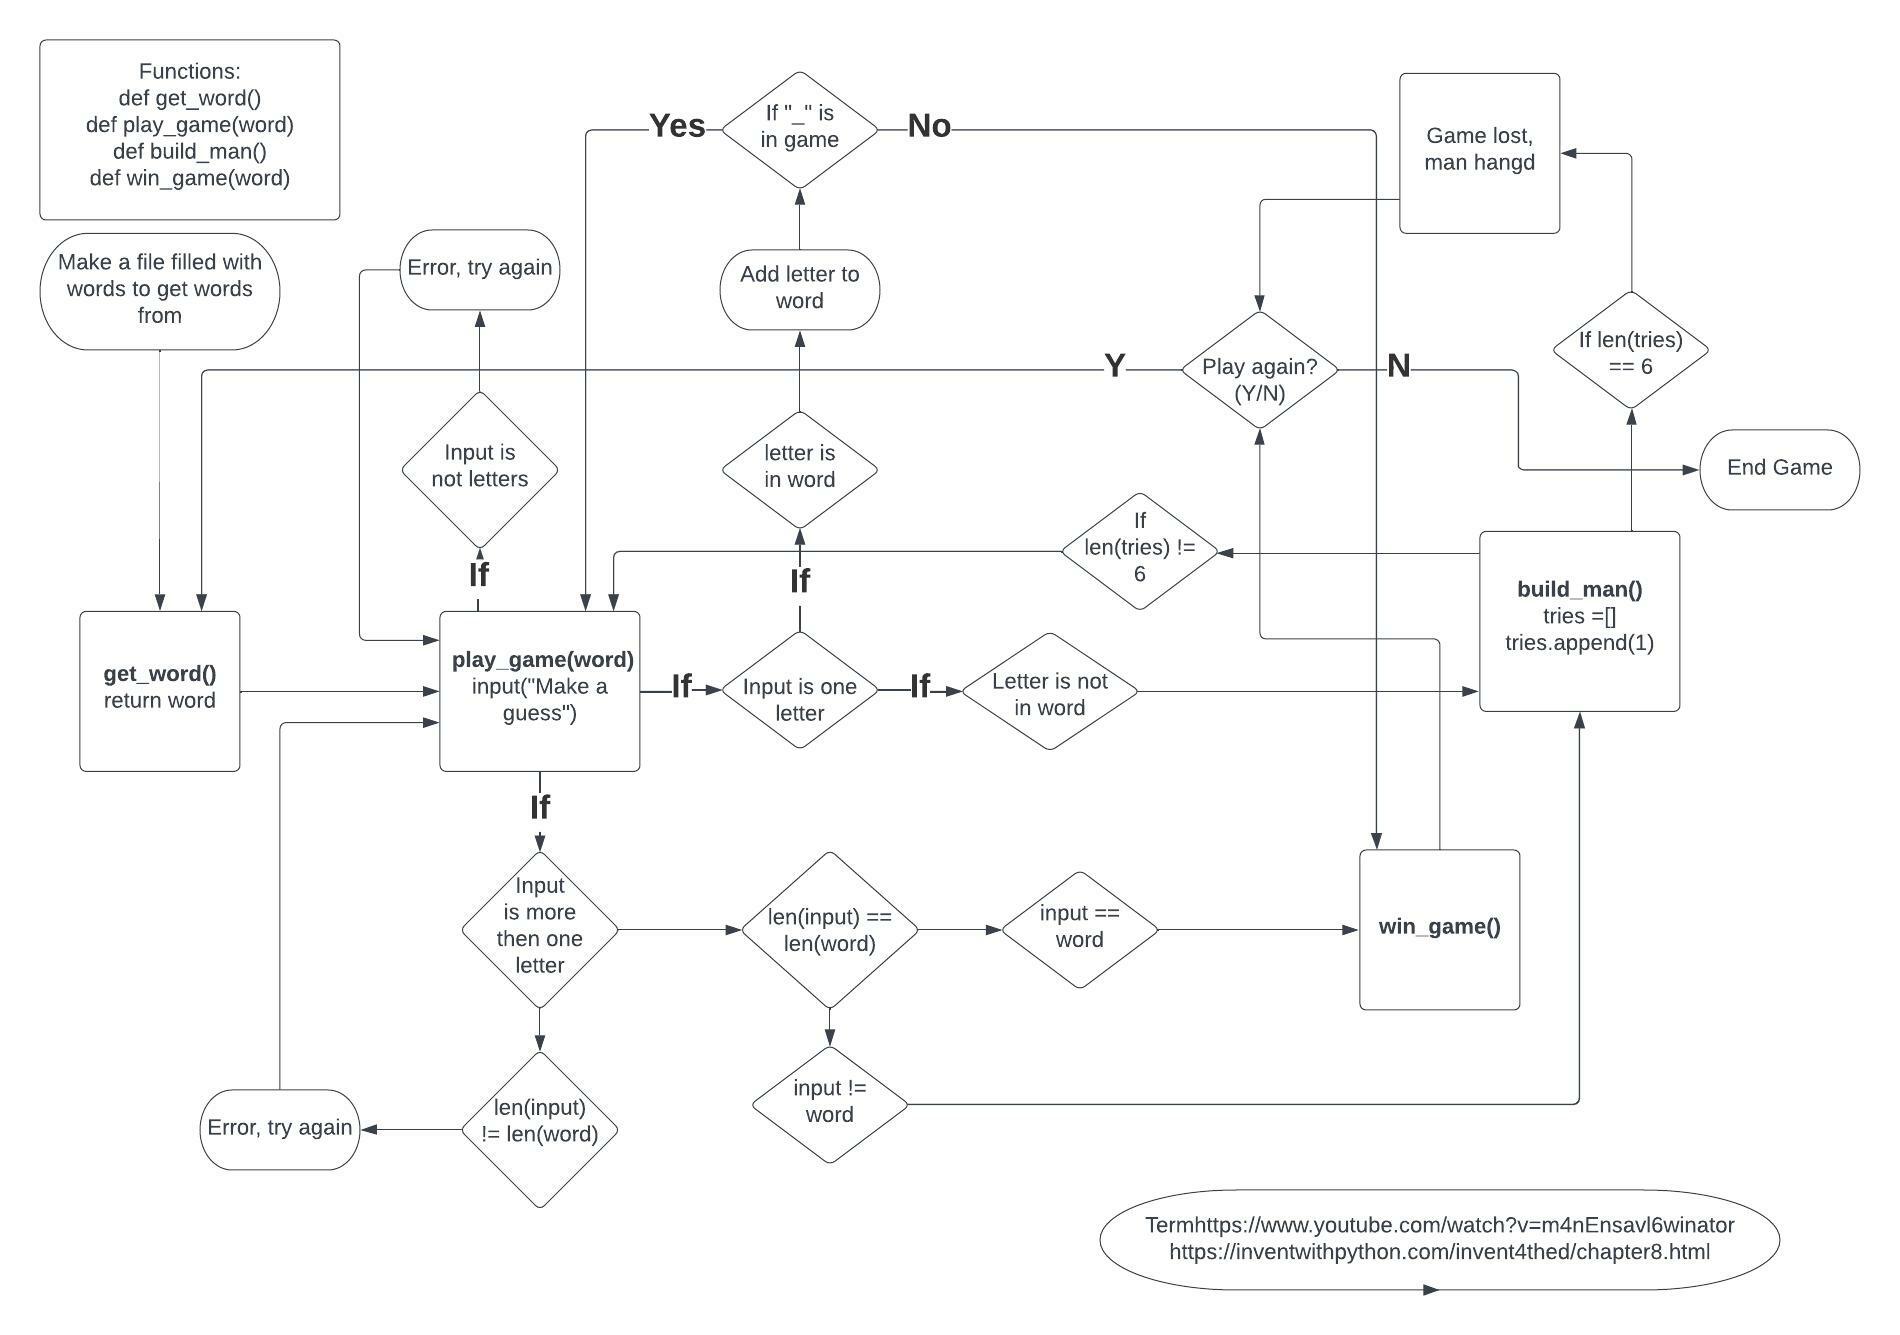 Functions:
def get_word()
def play_game(word)
def build_man()
def win_game(word)
Make a file filled with
words to get words
from
Error, try again
Yes
If "_" is
in game
No
Add letter to
word
Game lost,
man hangd
Y
Play again?
(Y/N)
N
If len(tries)
== 6
Input is
not letters
letter is
in word
End Game
If
If
If
len(tries) !=
6
get_word()
return word
play_game(word)
input("Make a
guess")
If
Input is one
letter
If
Letter is not
in word
build_man()
tries =[]
tries.append(1)
If
Input
is more
then one
letter
len(input) ==
len(word)
input ==
word
win_game()
Error, try again
len(input)
!= len(word)
input !=
word
Termhttps://www.youtube.com/watch?v=m4nEnsavl6winator
https://inventwithpython.com/invent4thed/chapter8.html